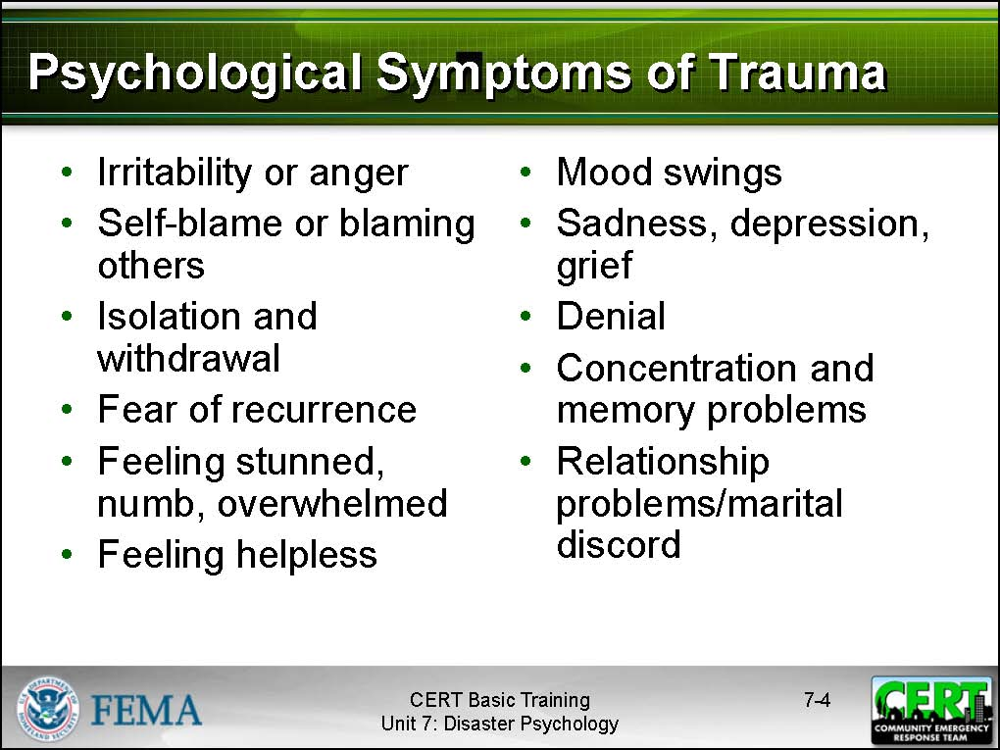 Psychological Symptoms of Trauma
• Irritability or anger
• Self-blame or blaming
others
• Isolation and
withdrawal
• Fear of recurrence
• Feeling stunned,
numb, overwhelmed
• Feeling helpless
• Mood swings
• Sadness, depression,
grief
• Denial
• Concentration and
memory problems
• Relationship
problems/marital
discord
U.S. DEPARTMENT OF
HOMELAND SECURITY
FEMA
CERT Basic Training
Unit 7: Disaster Psychology
7-4
CERT
COMMUNITY EMERGENCY
RESPONSE TEAM